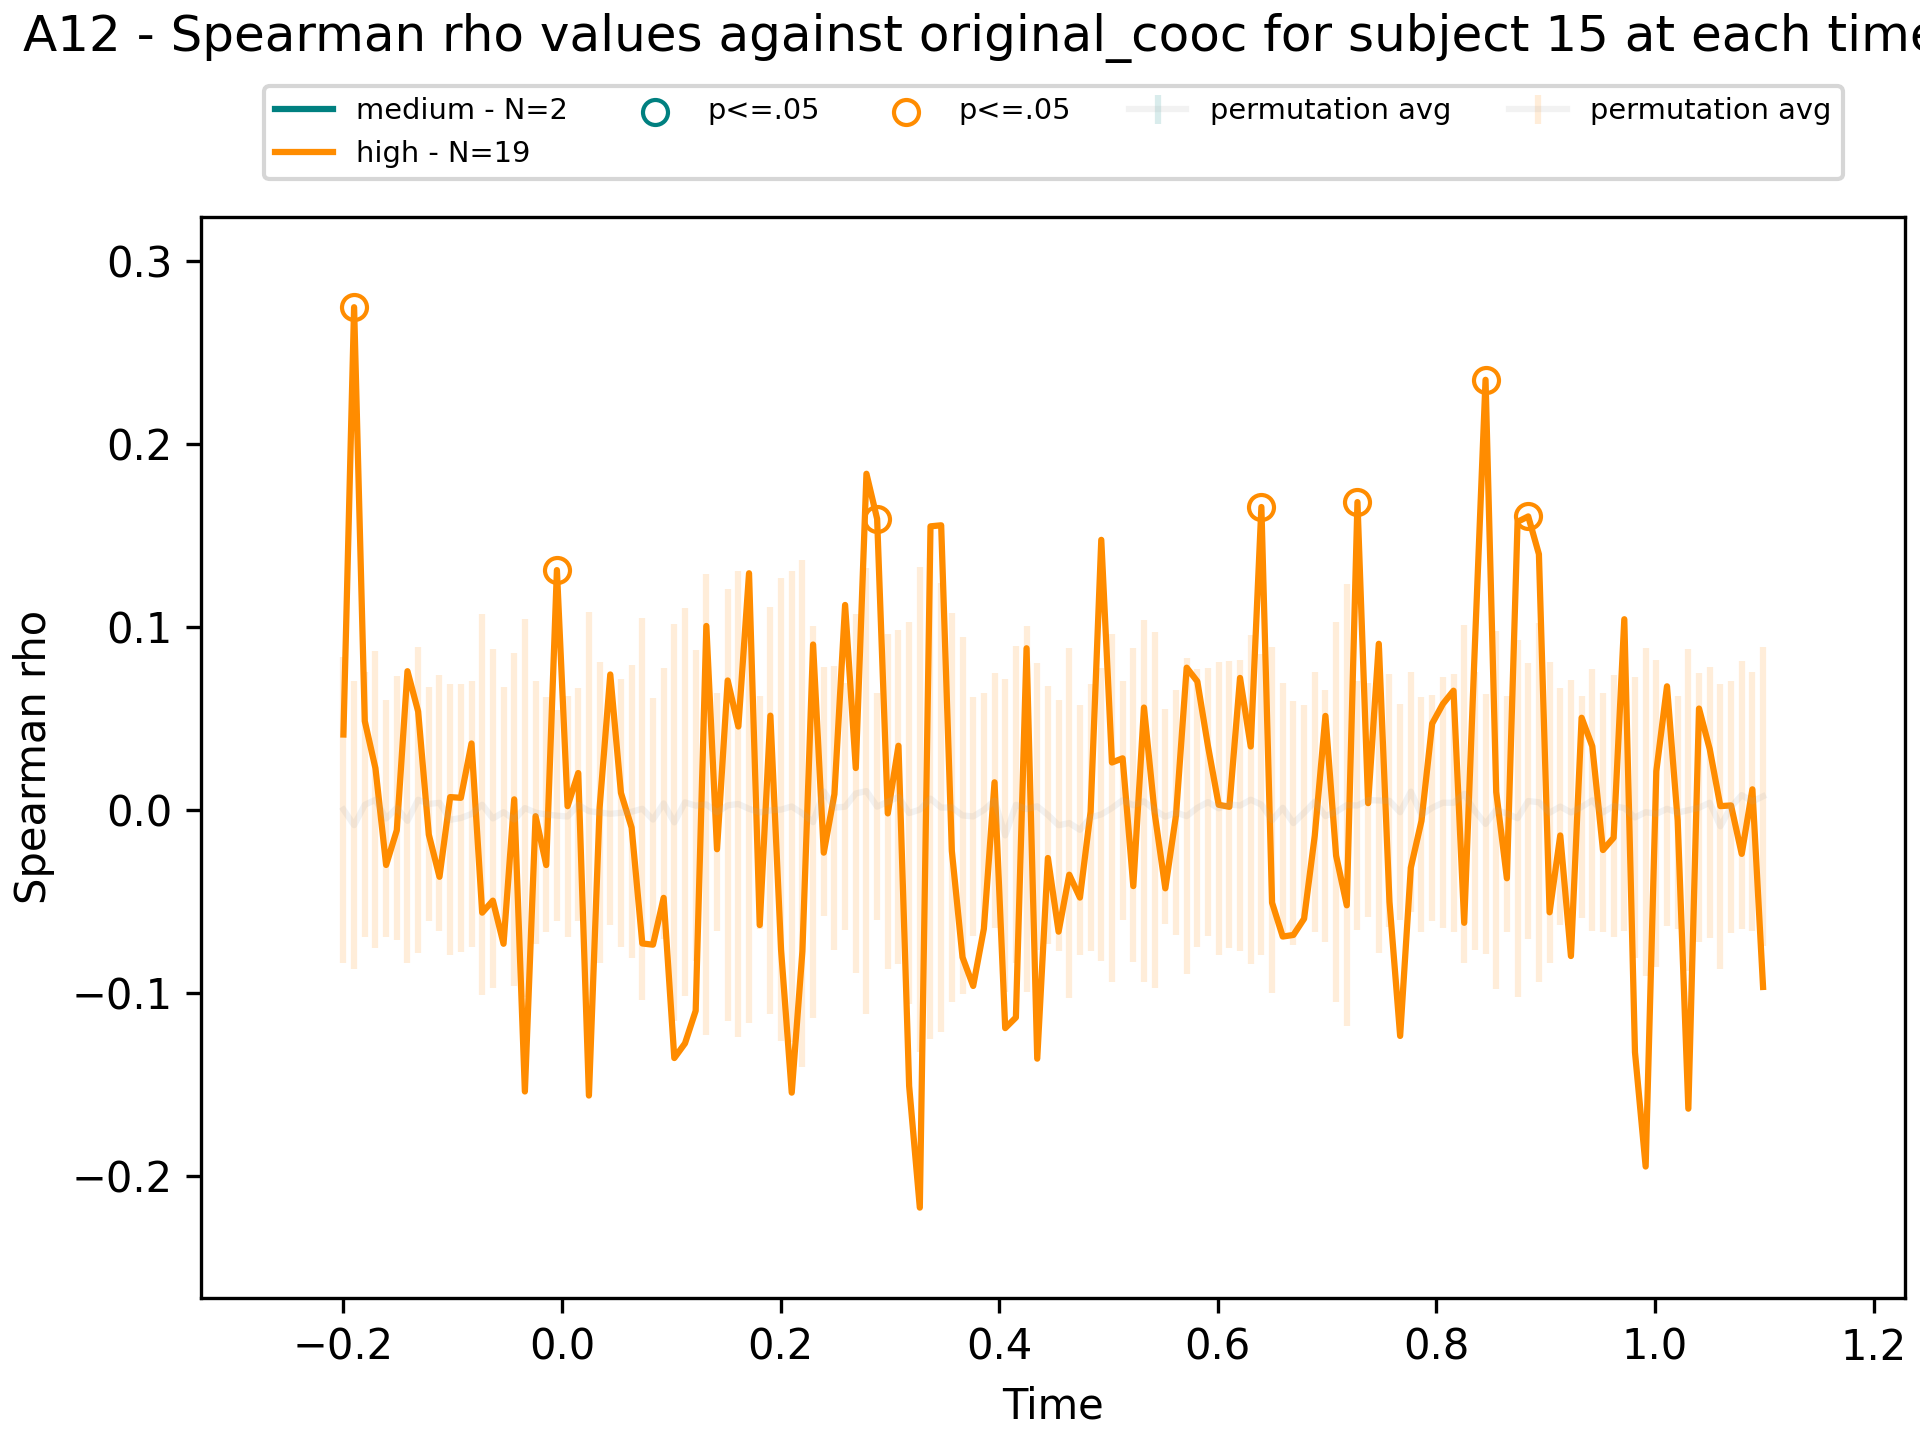 A12 - Spearman rho values against original_cooc for subject 15 at each time
medium - N=2 p<=.05 p<=.05 permutation avg permutation avg
high - N=19
0.3
0.2
0.1
0.0
−0.1
−0.2
Spearman rho
−0.2 0.0 0.2 0.4 0.6 0.8 1.0 1.2
Time